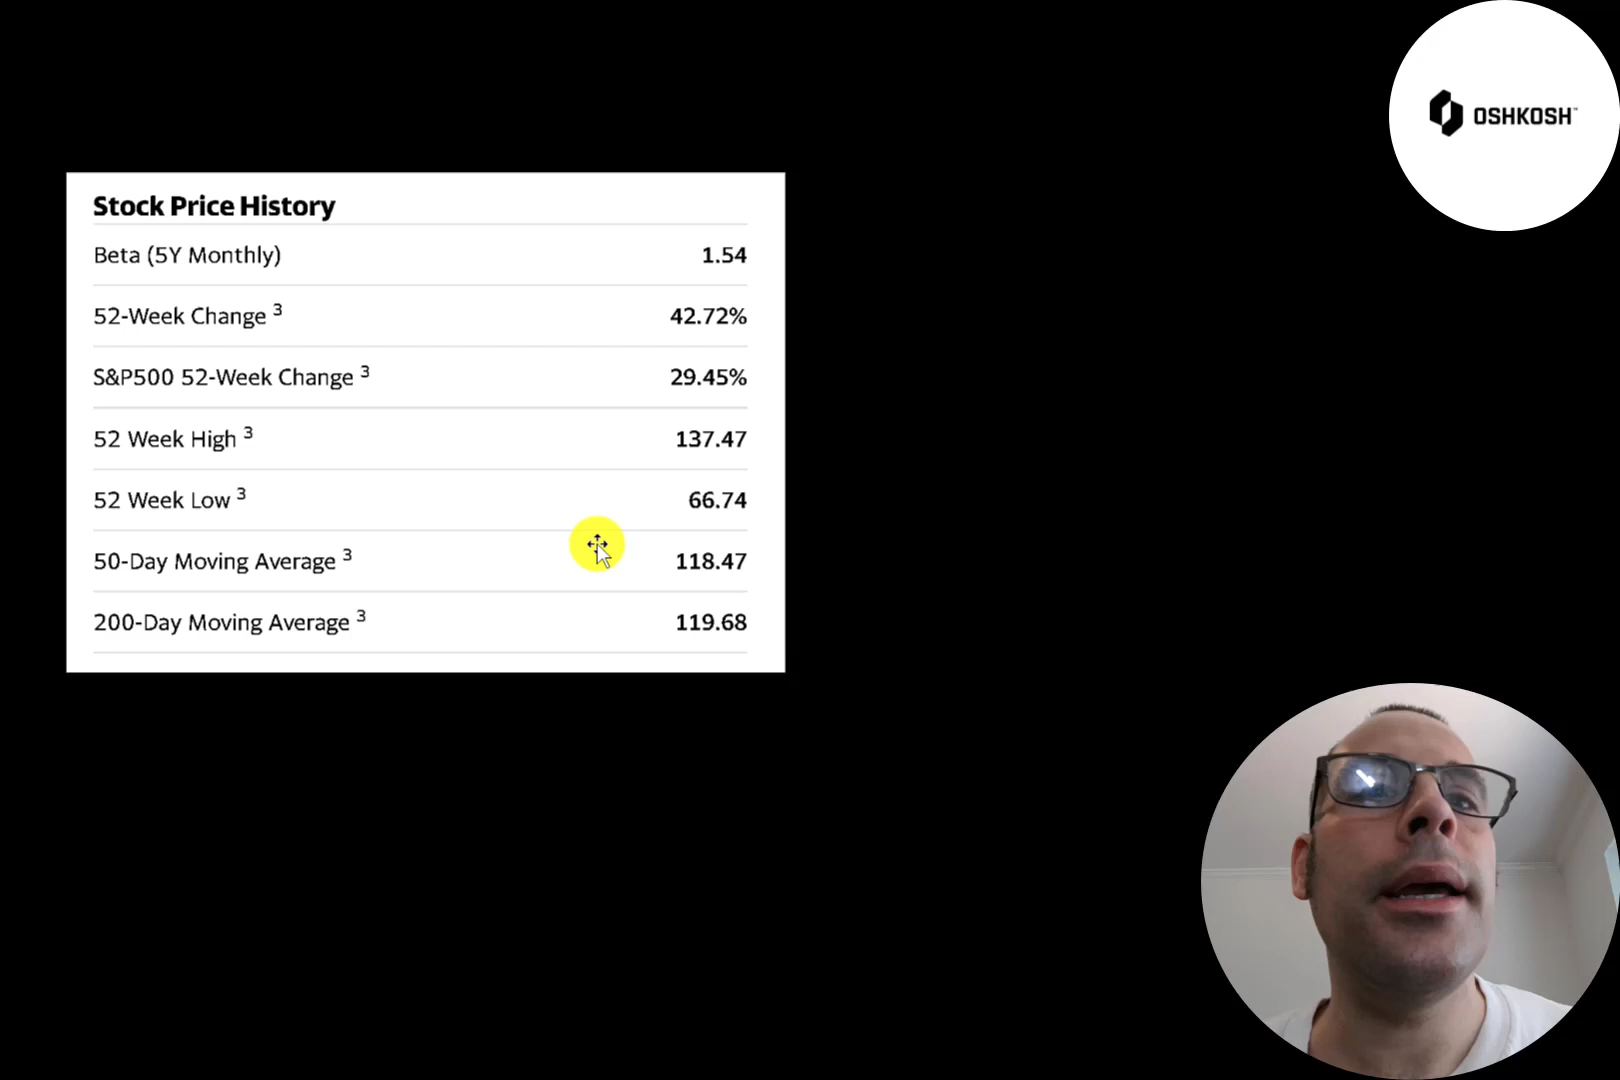 OSHKOSH™
Stock Price History
Beta (5Y Monthly) 1.54
52-Week Change 3 42.72%
S&P500 52-Week Change 3 29.45%
52 Week High 3 137.47
52 Week Low 3 66.74
50-Day Moving Average 3 118.47
200-Day Moving Average 3 119.68